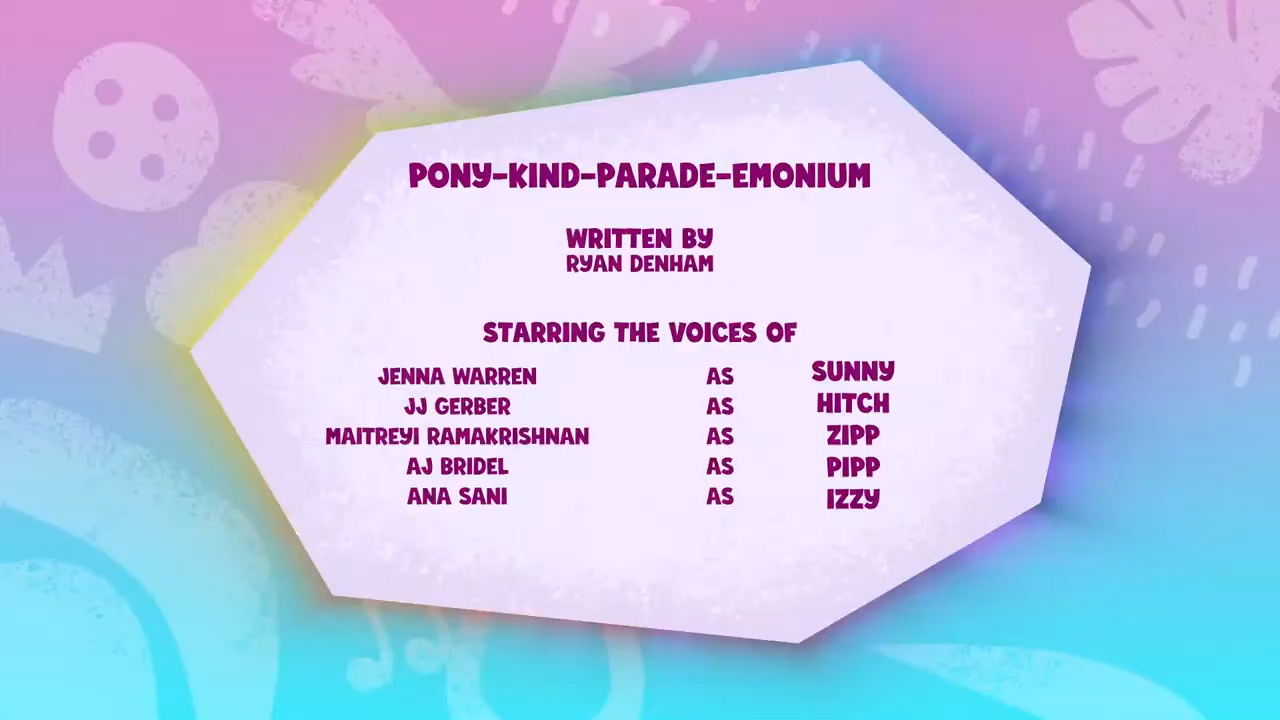 PONY-KIND-PARADE-EMONIUM
WRITTEN BY
RYAN DENHAM
STARRING THE VOICES OF
JENNA WARREN AS SUNNY
JJ GERBER AS HITCH
MAITREYI RAMAKRISHNAN AS ZIPP
AJ BRIDEL AS PIPP
ANA SANI AS IZZY